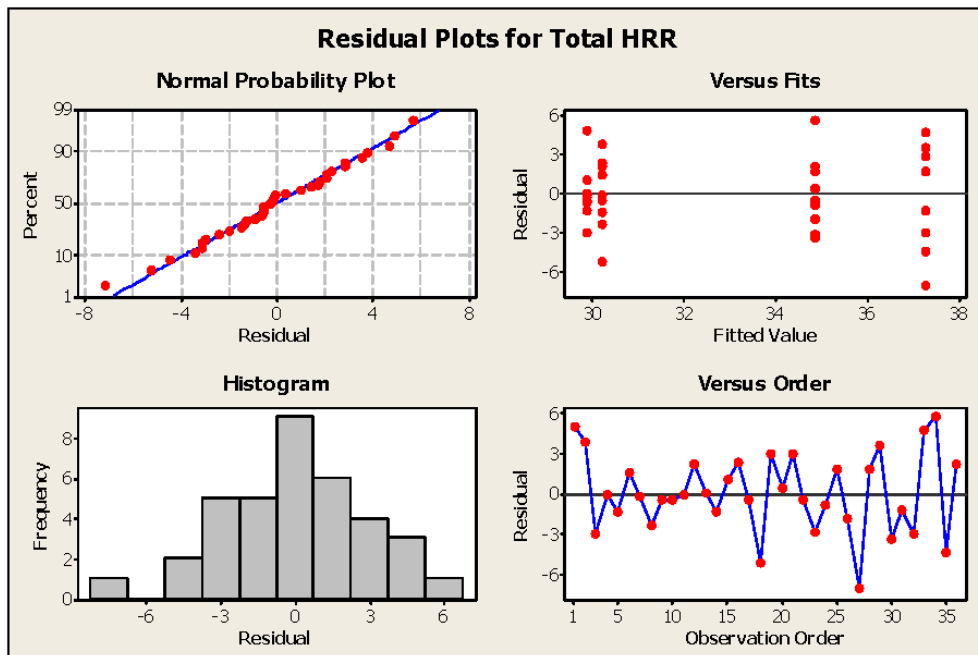 Residual Plots for Total HRR
Normal Probability Plot
99
90
50
10
1
Percent
-8 -4 0 4 8
Residual
Versus Fits
6
3
0
-3
-6
Residual
30 32 34 36 38
Fitted Value
Histogram
8
6
4
2
0
Frequency
-6 -3 0 3 6
Residual
Versus Order
6
3
0
-3
-6
Residual
1 5 10 15 20 25 30 35
Observation Order